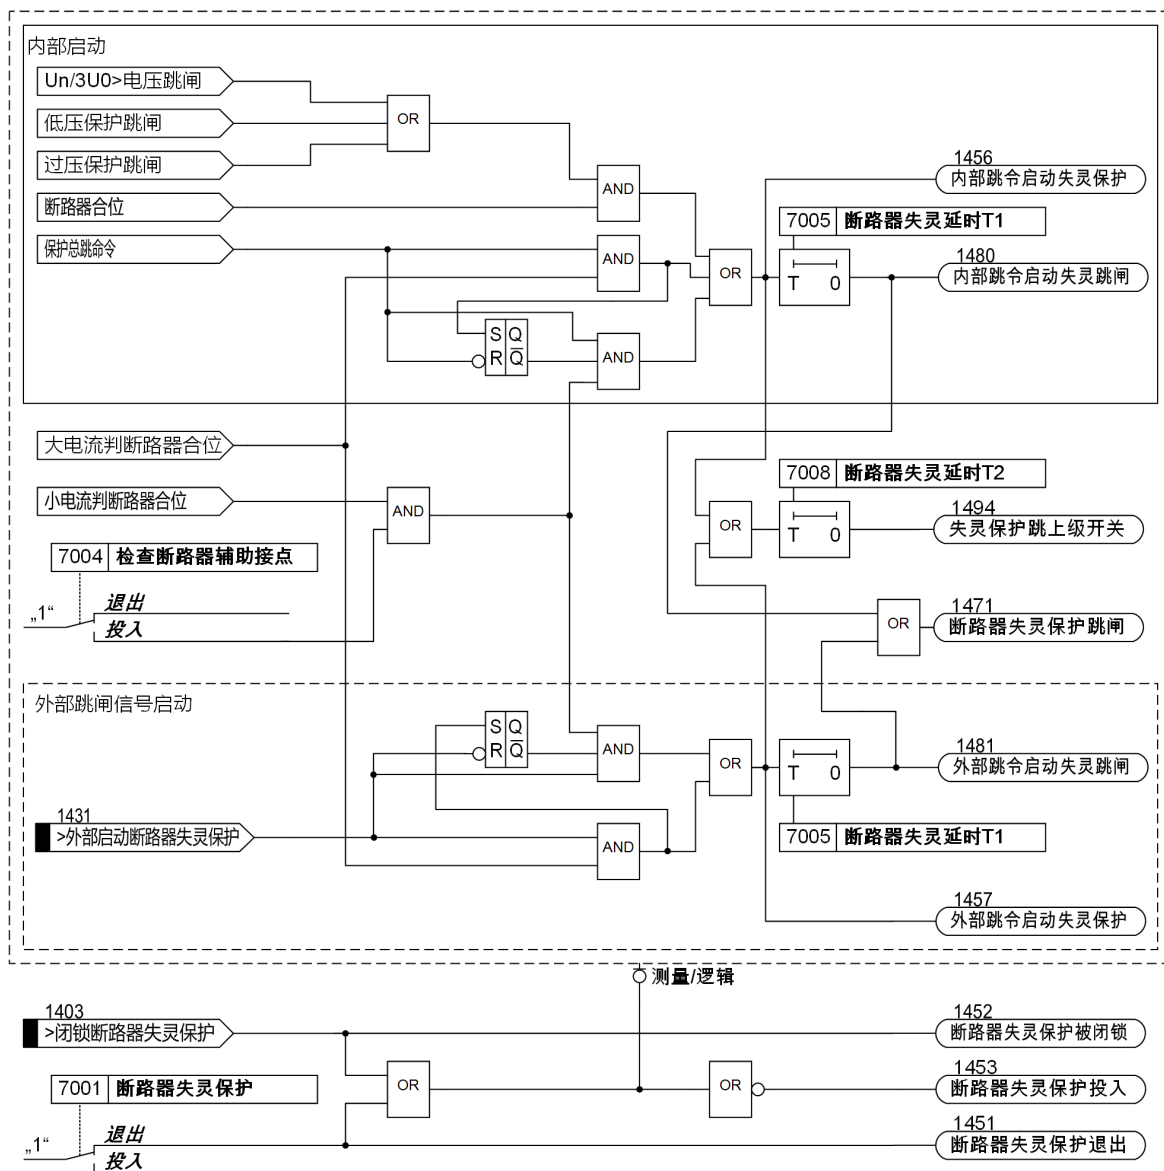 内部启动
Un/3U0>电压跳闸
低压保护跳闸
OR
过压保护跳闸
断路器合位
AND
1456
内部跳令启动失灵保护
7005 断路器失灵延时T1
保护总跳命令
AND
OR
T 0
1480
内部跳令启动失灵跳闸
S Q
R Q̅
AND
大电流判断路器合位
小电流判断路器合位
AND
7008 断路器失灵延时T2
OR
T 0
1494
失灵保护跳上级开关
7004 检查断路器辅助接点
„1“
退出
投入
OR
1471
断路器失灵保护跳闸
外部跳闸信号启动
S Q
R Q̅
AND
OR
T 0
1481
外部跳令启动失灵跳闸
1431
>外部启动断路器失灵保护
AND
7005 断路器失灵延时T1
1457
外部跳令启动失灵保护
测量/逻辑
1403
>闭锁断路器失灵保护
1452
断路器失灵保护被闭锁
7001 断路器失灵保护
OR
OR
1453
断路器失灵保护投入
„1“
退出
投入
1451
断路器失灵保护退出